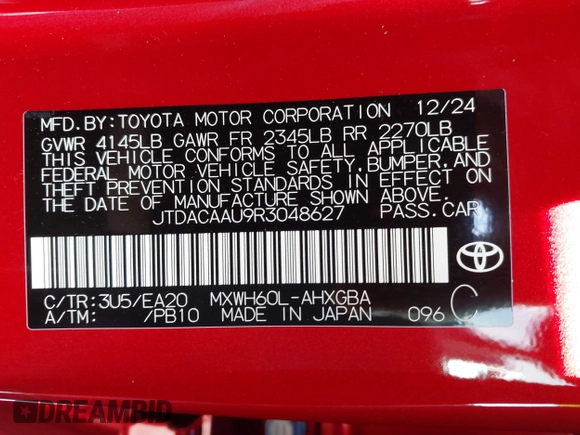 MFD.BY:TOYOTA MOTOR CORPORATION 12/24
GVWR 4145LB GAWR FR 2345LB RR 2270LB
THIS VEHICLE CONFORMS TO ALL APPLICABLE
FEDERAL MOTOR VEHICLE SAFETY,BUMPER,AND
THEFT PREVENTION STANDARDS IN EFFECT ON
THE DATE OF MANUFACTURE SHOWN ABOVE.
JTDACAAU9R3048627 PASS.CAR
C/TR:3U5/EA20 MXWH60L-AHXGBA
A/TM: /PB10 MADE IN JAPAN 096 C
DREAMBID